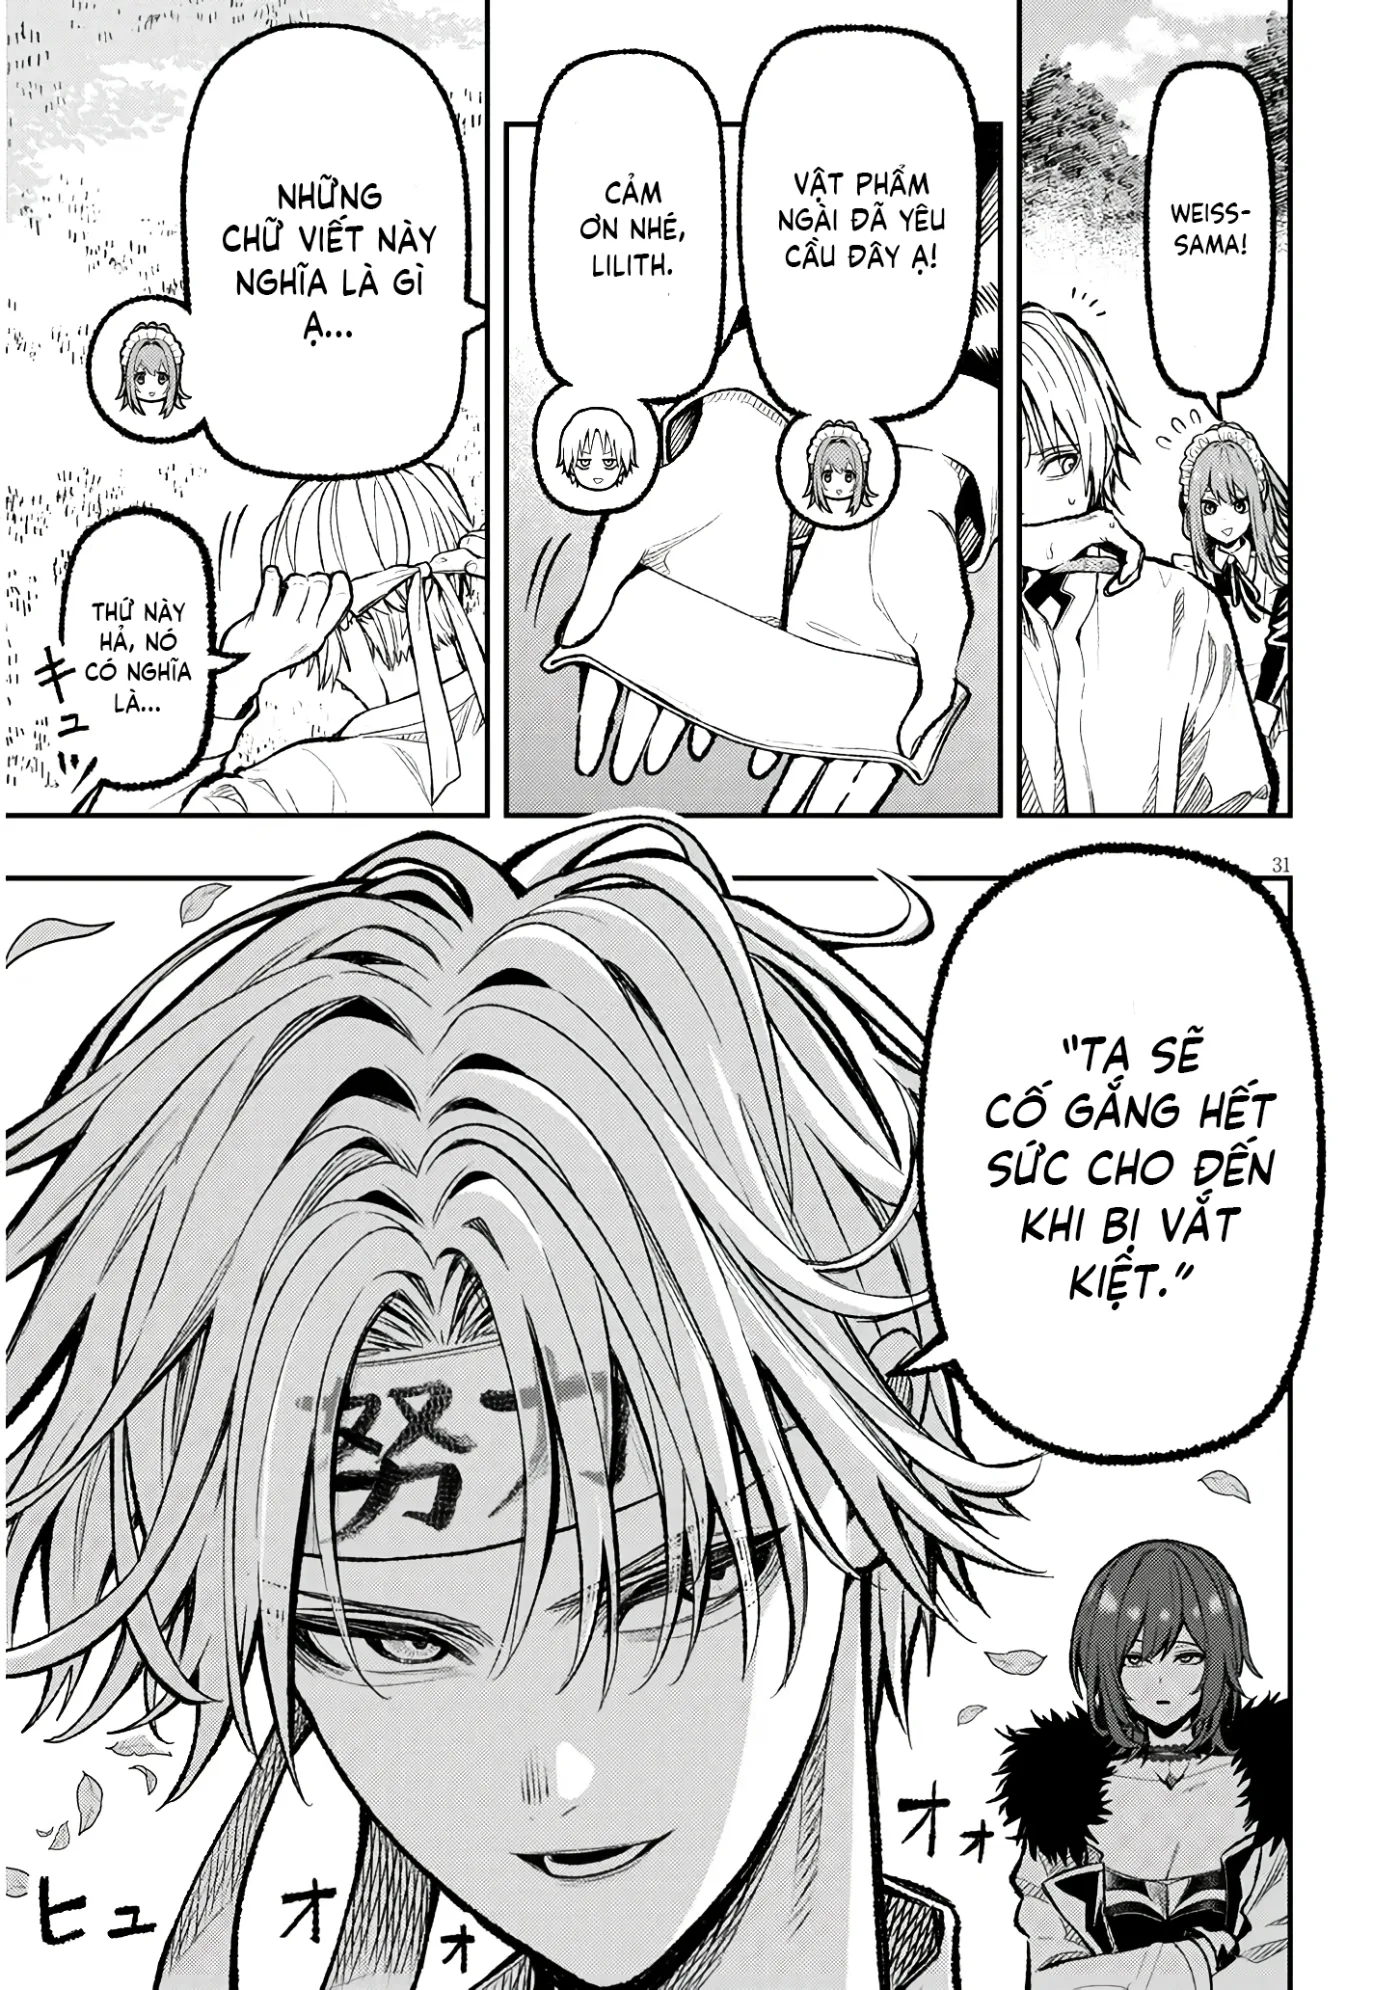 WEISS-
SAMA!
VẬT PHẨM
NGÀI ĐÃ YÊU
CẦU ĐÂY Ạ!
CẢM
ƠN NHÉ,
LILITH.
NHỮNG
CHỮ VIẾT NÀY
NGHĨA LÀ GÌ
Ạ...
THỨ NÀY
HẢ, NÓ
CÓ NGHĨA
LÀ...
キュッ
31
"TA SẼ
CỐ GẮNG HẾT
SỨC CHO ĐẾN
KHI BỊ VẮT
KIỆT."
努力
オォ
ヒュオォ